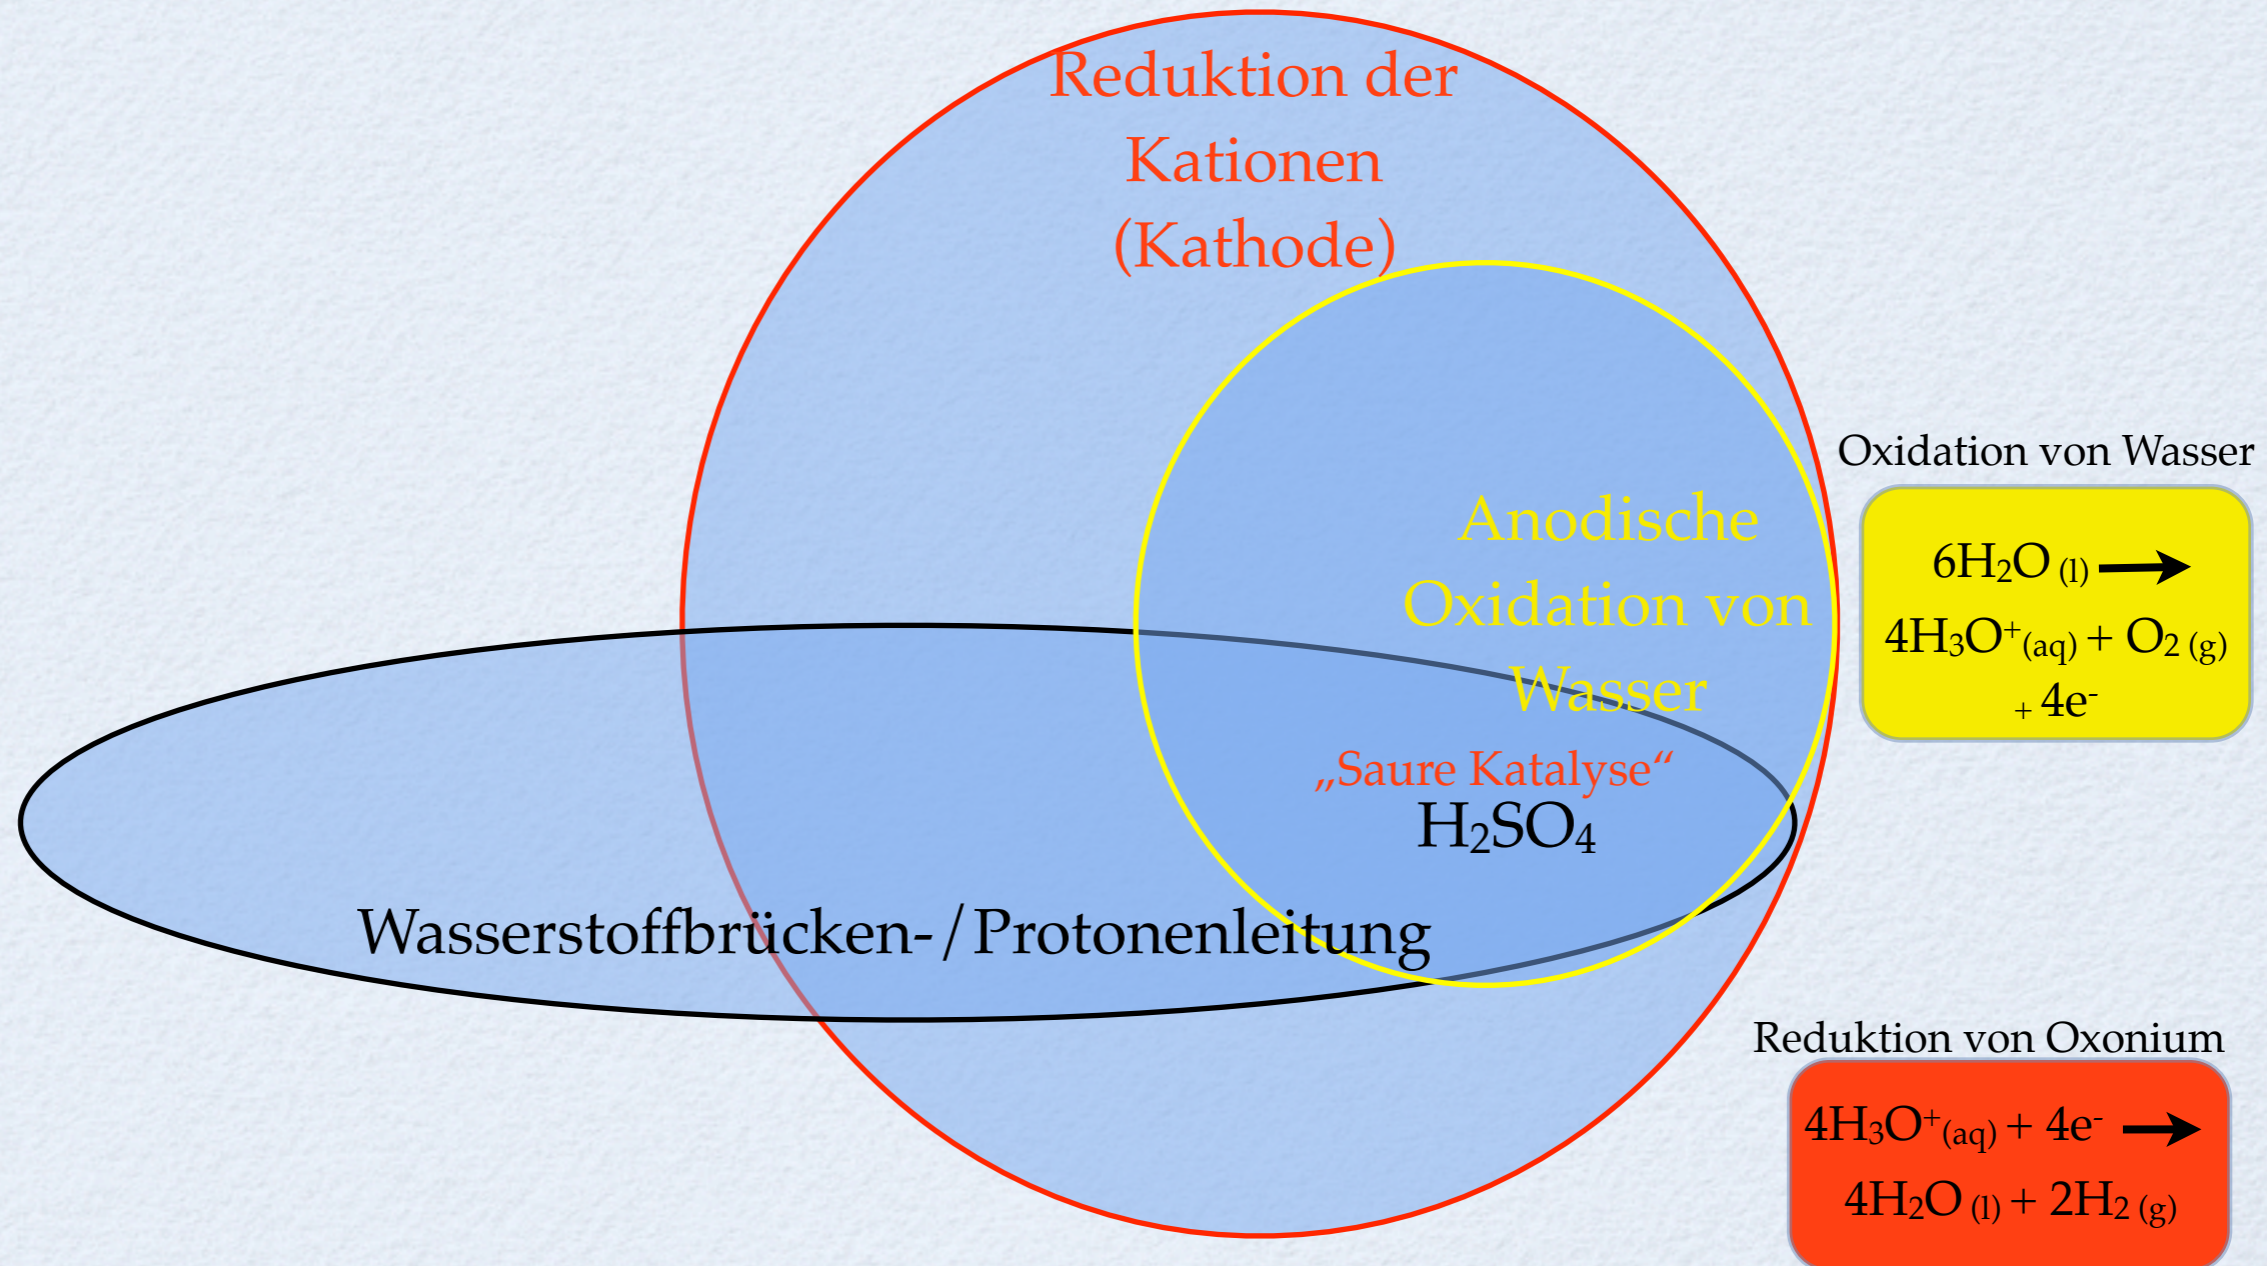 Reduktion der
Kationen
(Kathode)
Anodische
Oxidation von
Wasser
„Saure Katalyse“
H₂SO₄
Wasserstoffbrücken-/Protonenleitung
Oxidation von Wasser
6H₂O (l) →
4H₃O⁺(aq) + O₂ (g)
+ 4e⁻
Reduktion von Oxonium
4H₃O⁺(aq) + 4e⁻ →
4H₂O (l) + 2H₂ (g)